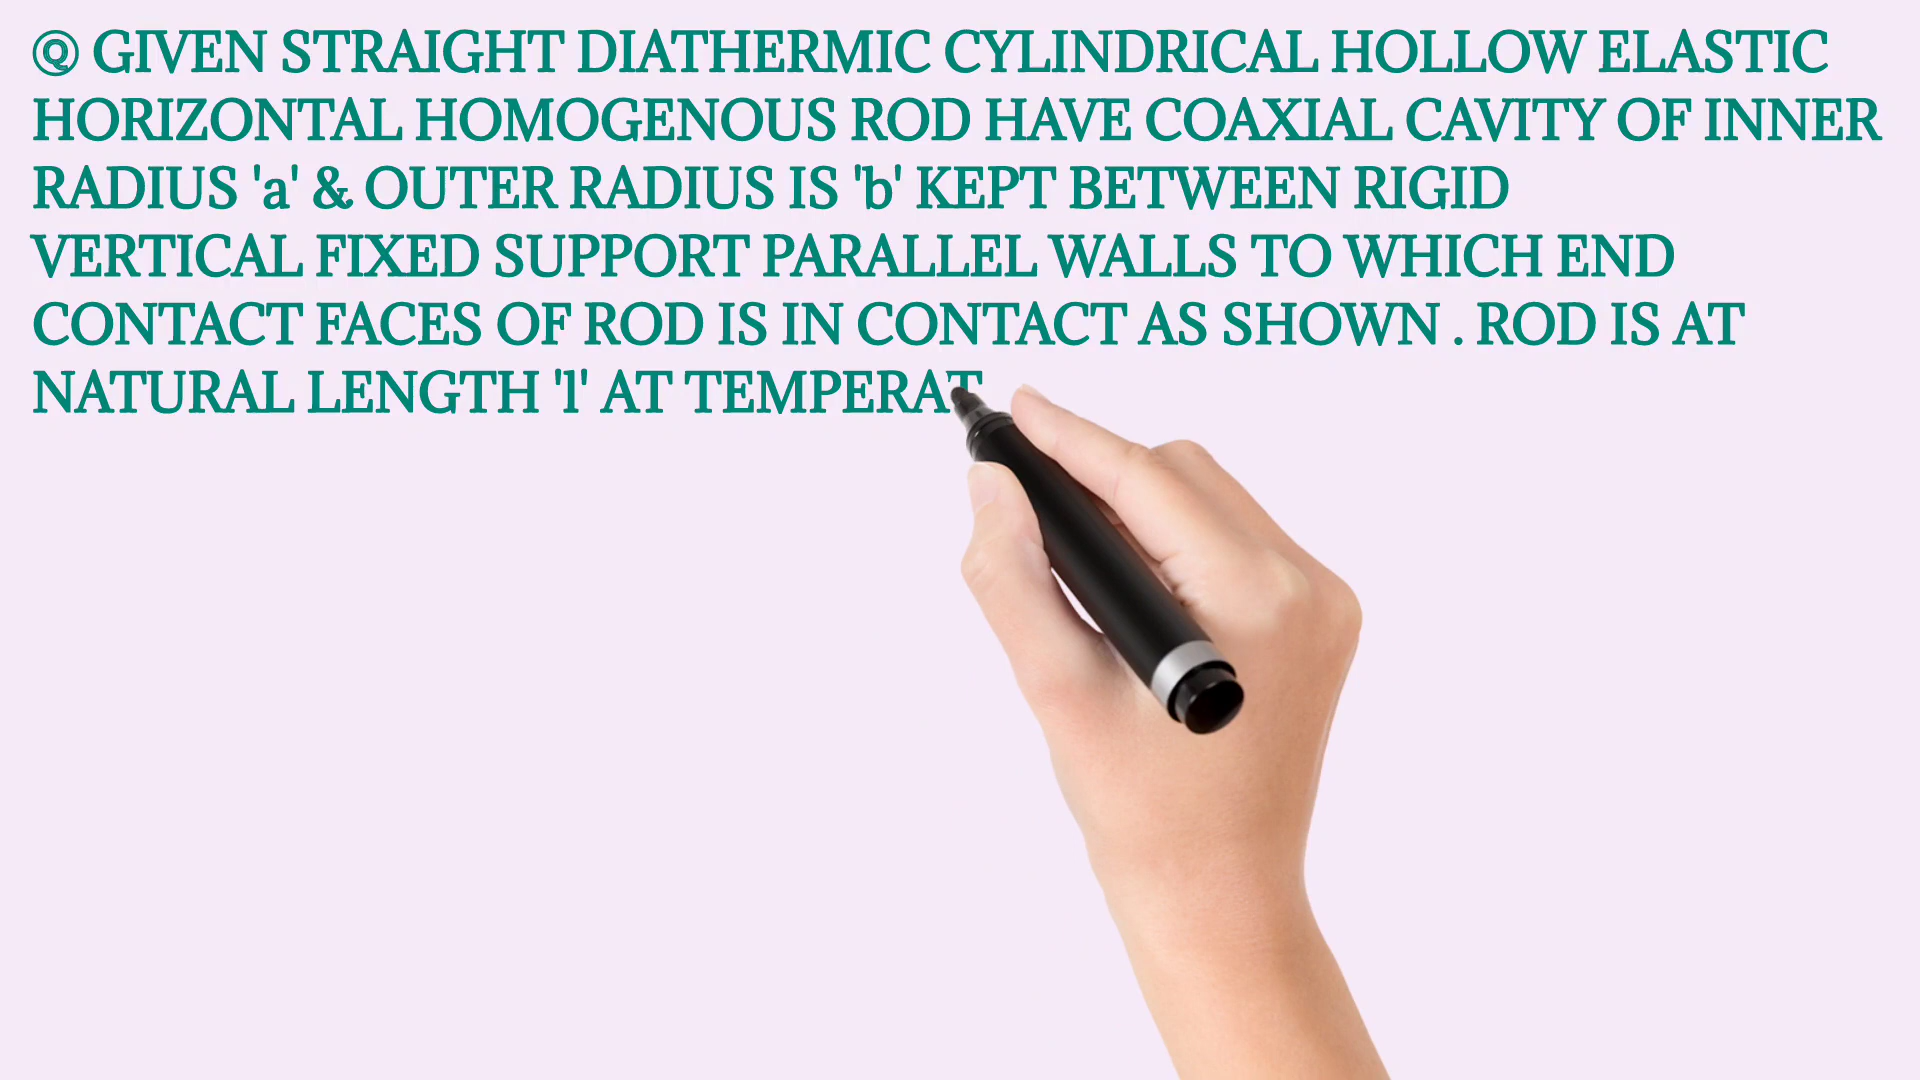 Ⓠ GIVEN STRAIGHT DIATHERMIC CYLINDRICAL HOLLOW ELASTIC
HORIZONTAL HOMOGENOUS ROD HAVE COAXIAL CAVITY OF INNER
RADIUS 'a' & OUTER RADIUS IS 'b' KEPT BETWEEN RIGID
VERTICAL FIXED SUPPORT PARALLEL WALLS TO WHICH END
CONTACT FACES OF ROD IS IN CONTACT AS SHOWN . ROD IS AT
NATURAL LENGTH 'l' AT TEMPERAT